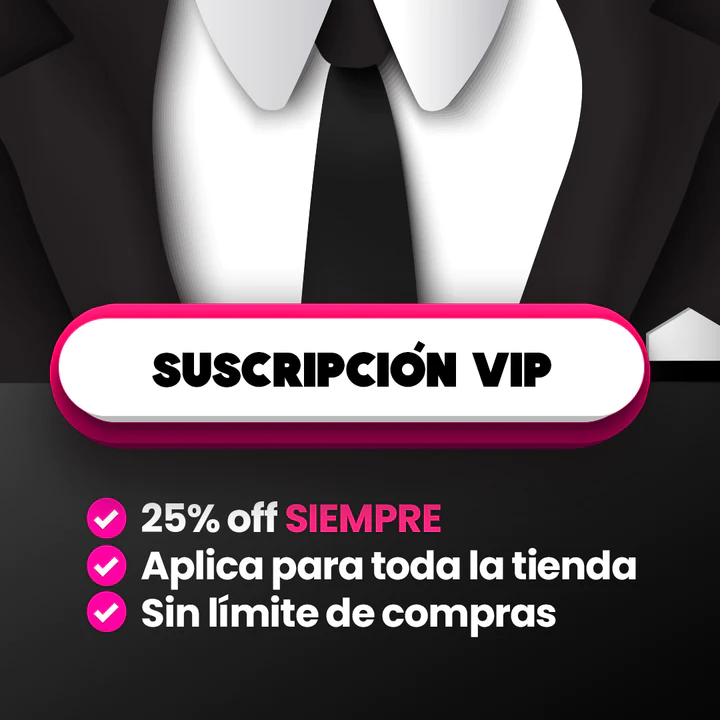 SUSCRIPCIÓN VIP
25% off SIEMPRE
Aplica para toda la tienda
Sin límite de compras